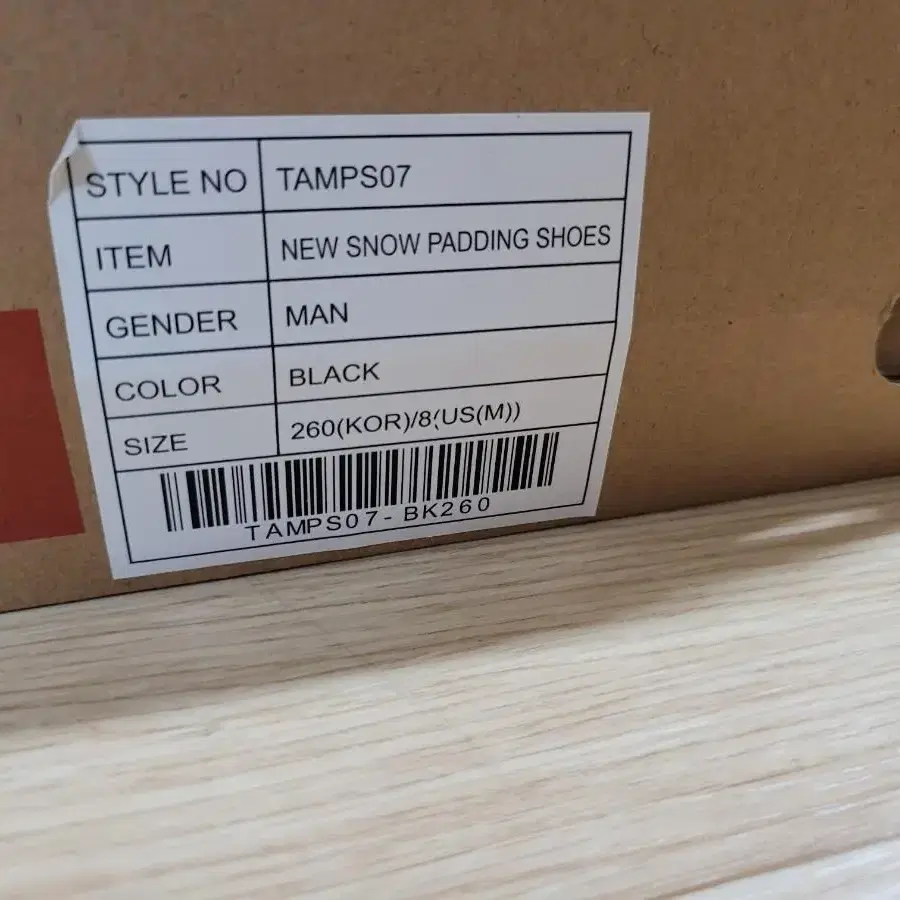 STYLE NO TAMPS07
ITEM NEW SNOW PADDING SHOES
GENDER MAN
COLOR BLACK
SIZE 260(KOR)/8(US(M))
TAMPS07-BK260